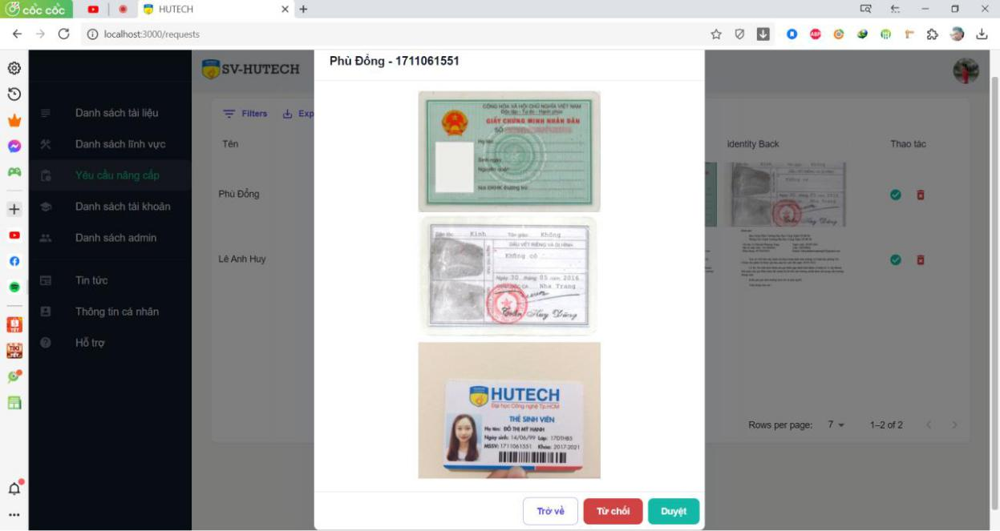 cốc cốc
HUTECH
localhost:3000/requests
Phù Đổng - 1711061551
SV-HUTECH
Danh sách tài liệu
Danh sách lĩnh vực
Yêu cầu nâng cấp
Danh sách tài khoản
Danh sách admin
Tin tức
Thông tin cá nhân
Hỗ trợ
Filters
Exp
Tên
identity Back
Thao tác
Phù Đổng
Lê Anh Huy
CỘNG HÒA XÃ HỘI CHỦ NGHĨA VIỆT NAM
Độc lập - Tự do - Hạnh phúc
GIẤY CHỨNG MINH NHÂN DÂN
SỐ
Họ tên
Sinh ngày
Nguyên quán
Nơi ĐKHK thường trú
Dân tộc: Kinh Tôn giáo: Không
DẤU VẾT RIÊNG VÀ DỊ HÌNH
Không có
Ngày 30 tháng 05 năm 2016
Nha Trang
Trần Huy Dũng
HUTECH
Đại học Công nghệ Tp.HCM
THẺ SINH VIÊN
Họ tên: ĐỖ THỊ MỸ HẠNH
Ngày sinh: 14/06/99 Lớp: 17DTHB5
MSSV: 1711061551 Khóa: 2017-2021
Rows per page: 7
1–2 of 2
Trở về
Từ chối
Duyệt